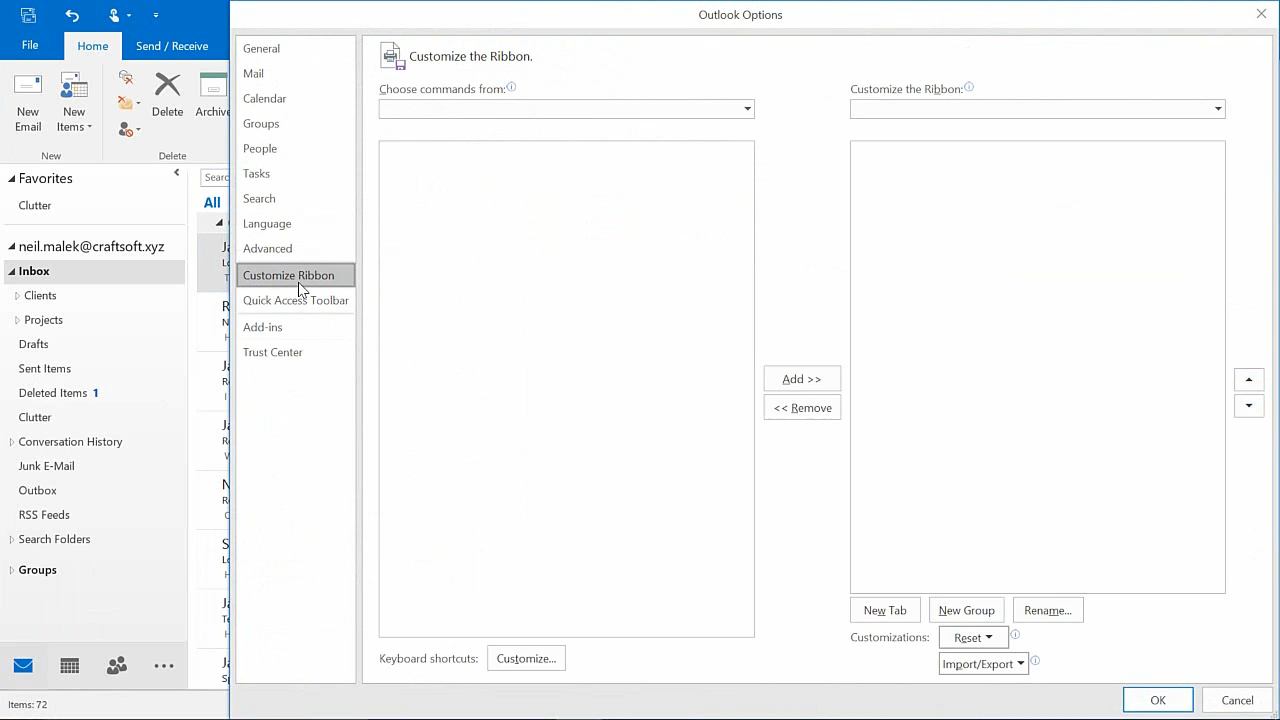 Outlook Options
File
Home
Send / Receive
New
Email
New
Items
Delete
Archive
New
Delete
Favorites
Clutter
neil.malek@craftsoft.xyz
Inbox
Clients
Projects
Drafts
Sent Items
Deleted Items 1
Clutter
Conversation History
Junk E-Mail
Outbox
RSS Feeds
Search Folders
Groups
Items: 72
All
General
Mail
Calendar
Groups
People
Tasks
Search
Language
Advanced
Customize Ribbon
Quick Access Toolbar
Add-ins
Trust Center
Customize the Ribbon.
Choose commands from:
Customize the Ribbon:
Add >>
<< Remove
New Tab
New Group
Rename...
Customizations:
Reset
Import/Export
Keyboard shortcuts:
Customize...
OK
Cancel